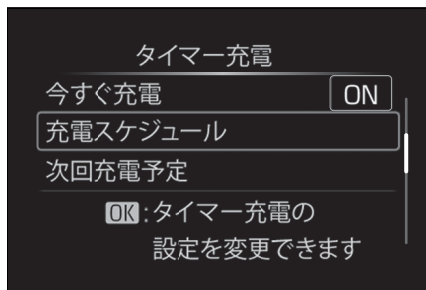 タイマー充電
今すぐ充電 ON
充電スケジュール
次回充電予定
OK:タイマー充電の
設定を変更できます